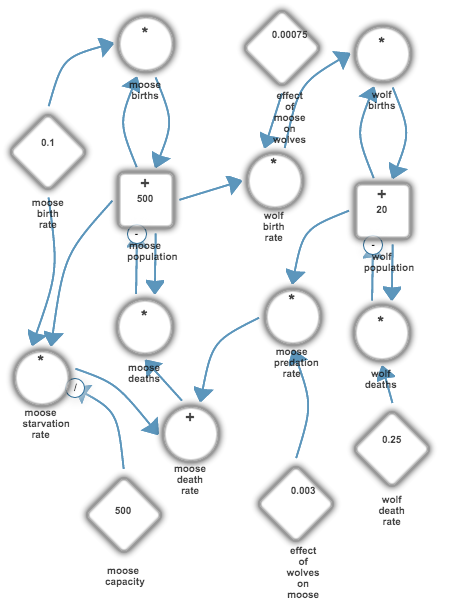 *
moose
births
0.00075
effect
of
moose
on
wolves
*
wolf
births
0.1
moose
birth
rate
+
500
-
moose
population
*
wolf
birth
rate
+
20
-
wolf
population
*
moose
deaths
*
moose
predation
rate
*
wolf
deaths
*
/
moose
starvation
rate
+
moose
death
rate
0.25
wolf
death
rate
500
moose
capacity
0.003
effect
of
wolves
on
moose